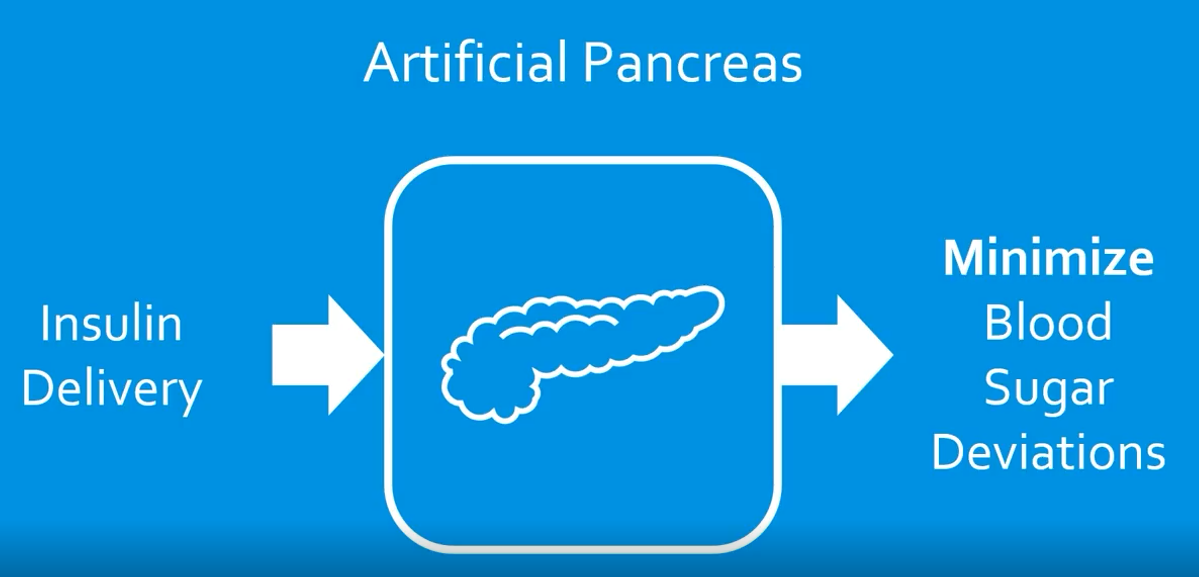 Artificial Pancreas
Insulin
Delivery
Minimize
Blood
Sugar
Deviations